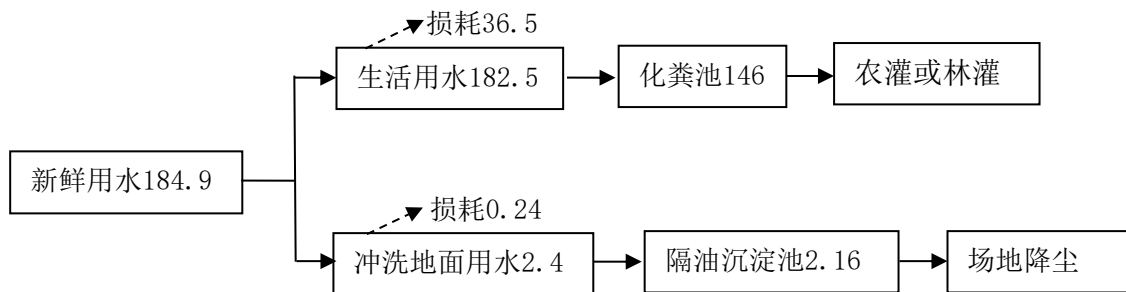 损耗36.5
生活用水182.5
化粪池146
农灌或林灌
新鲜用水184.9
损耗0.24
冲洗地面用水2.4
隔油沉淀池2.16
场地降尘